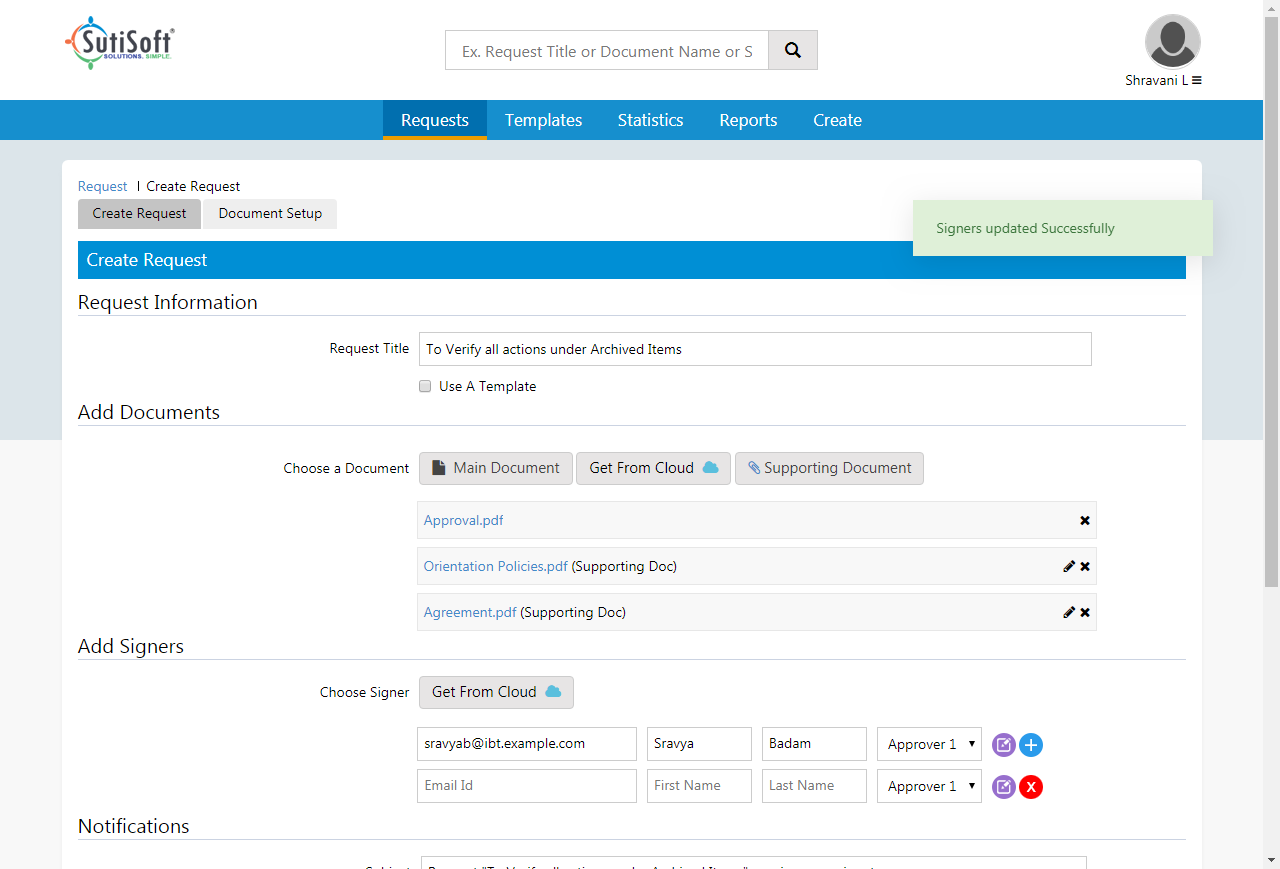 SutiSoft®
SOLUTIONS. SIMPLE.
Ex. Request Title or Document Name or S
Shravani L
Requests Templates Statistics Reports Create
Request | Create Request
Create Request Document Setup
Signers updated Successfully
Create Request
Request Information
Request Title To Verify all actions under Archived Items
Use A Template
Add Documents
Choose a Document Main Document Get From Cloud Supporting Document
Approval.pdf
Orientation Policies.pdf (Supporting Doc)
Agreement.pdf (Supporting Doc)
Add Signers
Choose Signer Get From Cloud
sravyab@ibt.example.com Sravya Badam Approver 1
Email Id First Name Last Name Approver 1 X
Notifications